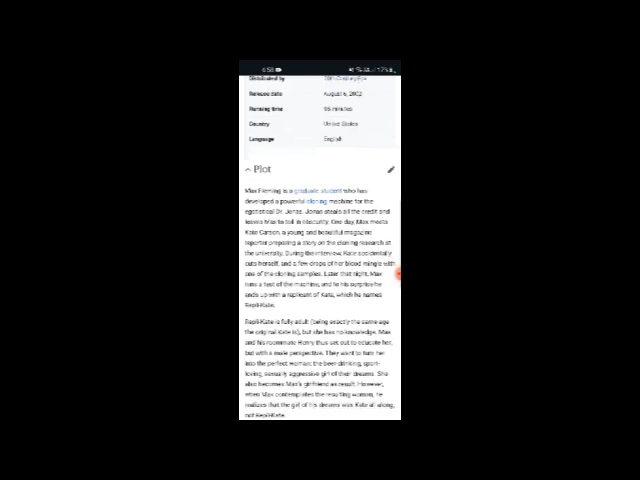 6:58
Distributed by 20th Century Fox
Release date August 6, 2002
Running time 95 minutes
Country United States
Language English
Plot
Max Fleming is a graduate student who has
developed a powerful cloning machine for the
egotistical Dr. Jonas. Jonas steals all the credit and
leaves Max to toil in obscurity. One day, Max meets
Kate Carson, a young and beautiful magazine
reporter preparing a story on the cloning research at
the university. During the interview, Kate accidentally
cuts herself, and a few drops of her blood mingle with
one of the cloning samples. Later that night, Max
runs a test of the machine, and to his surprise he
ends up with a replicant of Kate, which he names
Repli-Kate.
Repli-Kate is fully adult (being exactly the same age
the original Kate is), but she has no knowledge. Max
and his roommate Henry thus set out to educate her,
but with a male perspective. They want to turn her
into the perfect woman: the beer-drinking, sport-
loving, sexually aggressive girl of their dreams. She
also becomes Max's girlfriend as result. However,
when Max contemplates the resulting woman, he
realizes that the girl of his dreams was Kate all along,
not Repli-Kate.